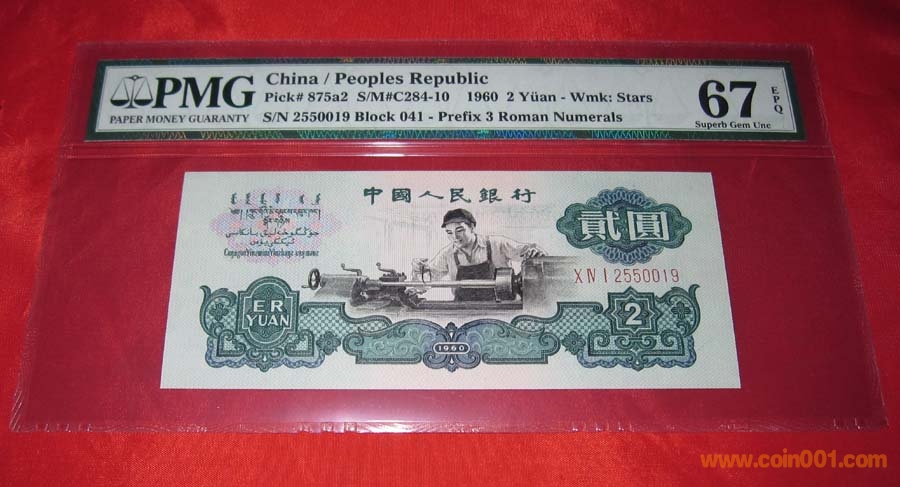 PMG
PAPER MONEY GUARANTY
China / Peoples Republic
Pick# 875a2 S/M#C284-10 1960 2 Yüan - Wmk: Stars
S/N 2550019 Block 041 - Prefix 3 Roman Numerals
67 EPQ
Superb Gem Unc
中國人民銀行
貳圓
X IV I 2550019
ER
YUAN
2
1960
www.coin001.com